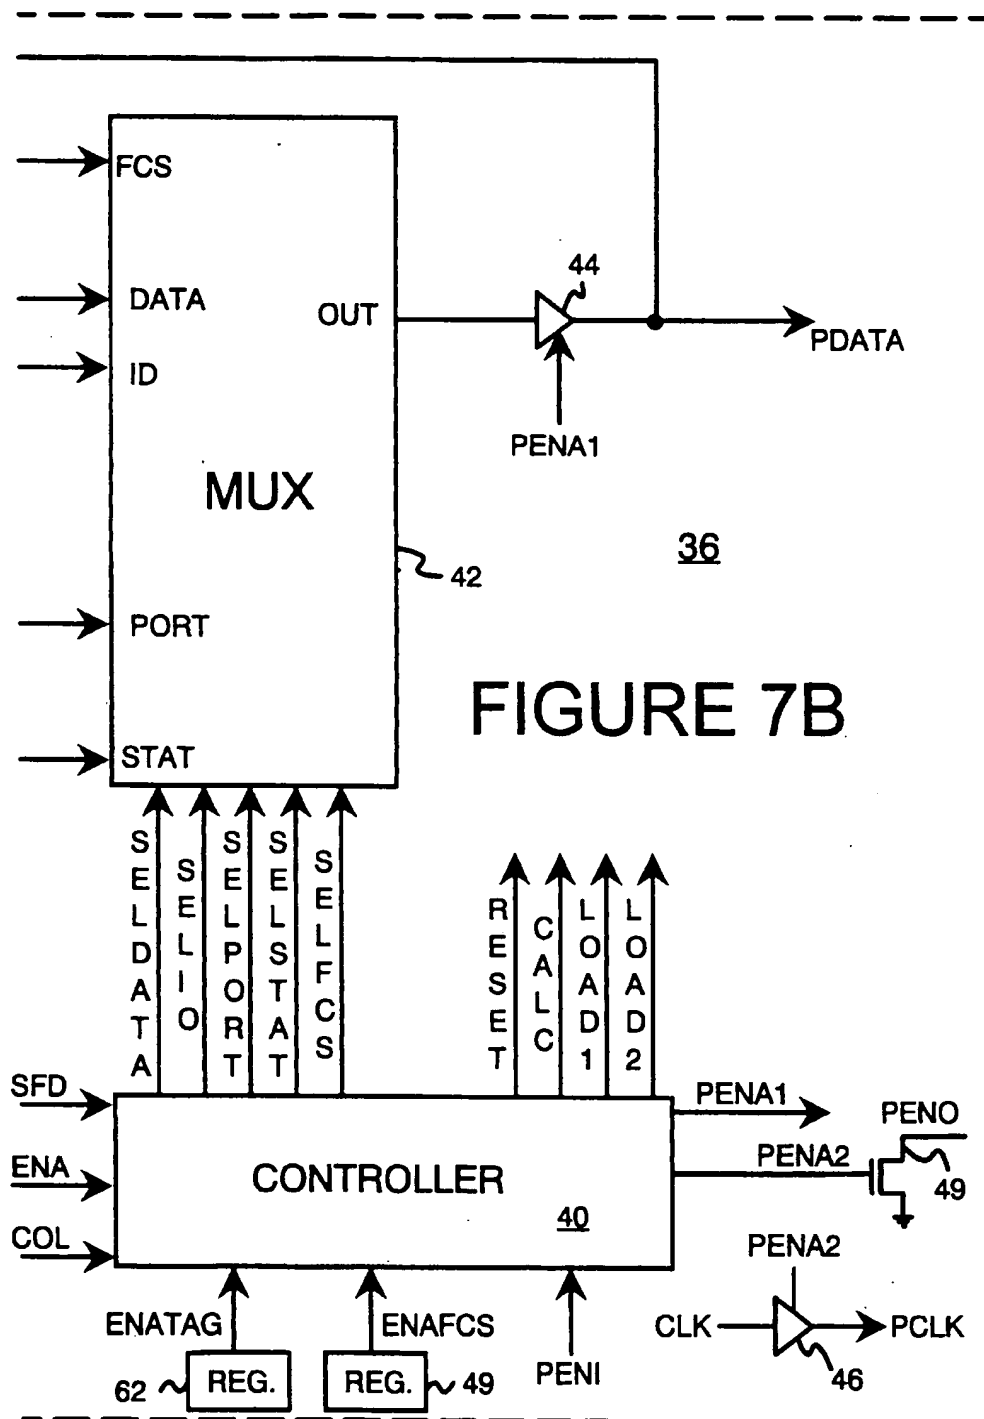 FCS
DATA
OUT
ID
MUX
PORT
STAT
44
PDATA
PENA1
36
42
FIGURE 7B
SELDATA
SELIO
SELPORT
SELSTAT
SELFCS
RESET
CALC
LOAD1
LOAD2
SFD
ENA
COL
CONTROLLER
40
PENA1
PENO
PENA2
49
PENA2
CLK
PCLK
46
ENATAG
ENAFCS
PENI
62
REG.
REG.
49